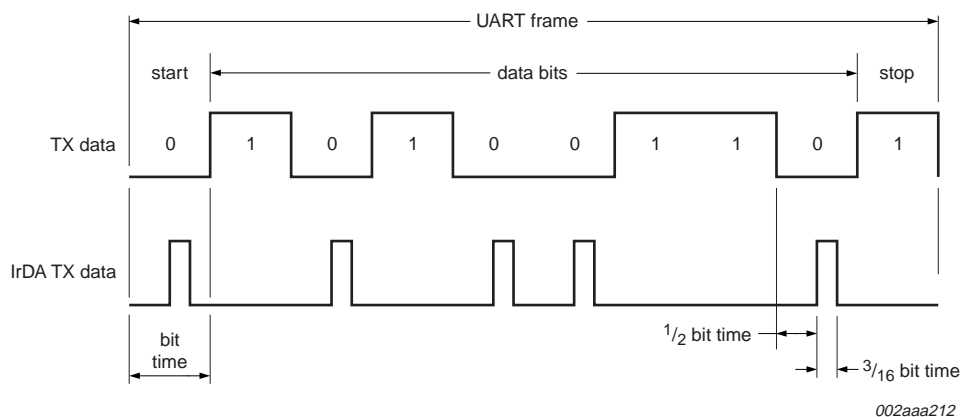 UART frame
start data bits stop
TX data 0 1 0 1 0 0 1 1 0 1
IrDA TX data
bit
time
1/2 bit time
3/16 bit time
002aaa212